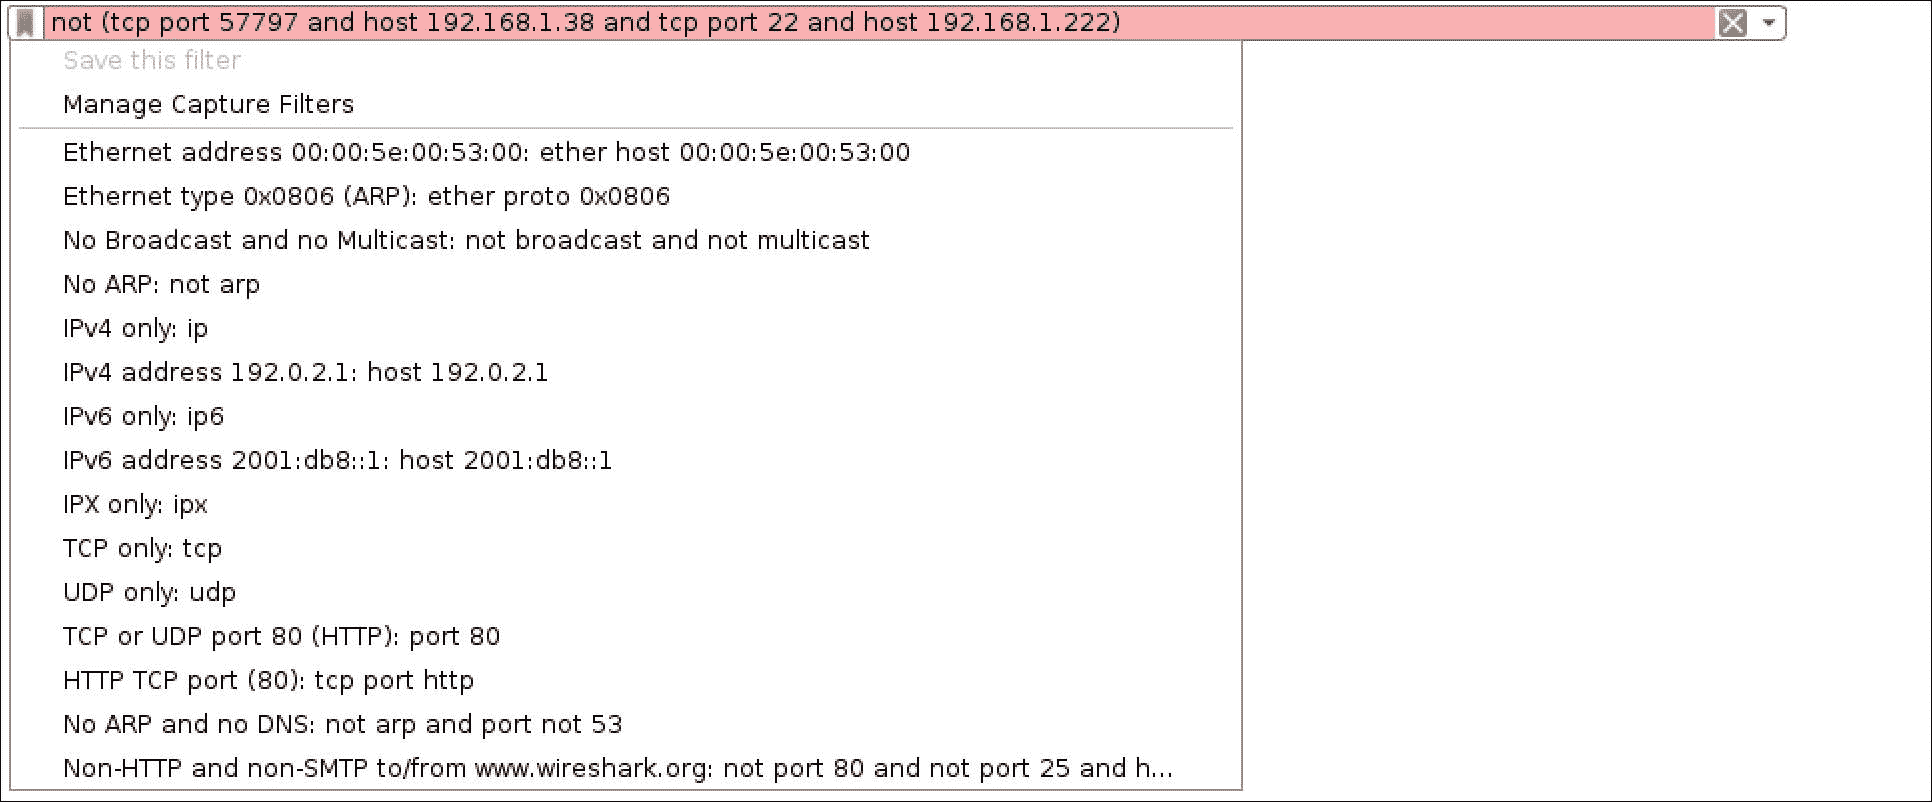 not (tcp port 57797 and host 192.168.1.38 and tcp port 22 and host 192.168.1.222)
Save this filter
Manage Capture Filters
Ethernet address 00:00:5e:00:53:00: ether host 00:00:5e:00:53:00
Ethernet type 0x0806 (ARP): ether proto 0x0806
No Broadcast and no Multicast: not broadcast and not multicast
No ARP: not arp
IPv4 only: ip
IPv4 address 192.0.2.1: host 192.0.2.1
IPv6 only: ip6
IPv6 address 2001:db8::1: host 2001:db8::1
IPX only: ipx
TCP only: tcp
UDP only: udp
TCP or UDP port 80 (HTTP): port 80
HTTP TCP port (80): tcp port http
No ARP and no DNS: not arp and port not 53
Non-HTTP and non-SMTP to/from www.wireshark.org: not port 80 and not port 25 and h...